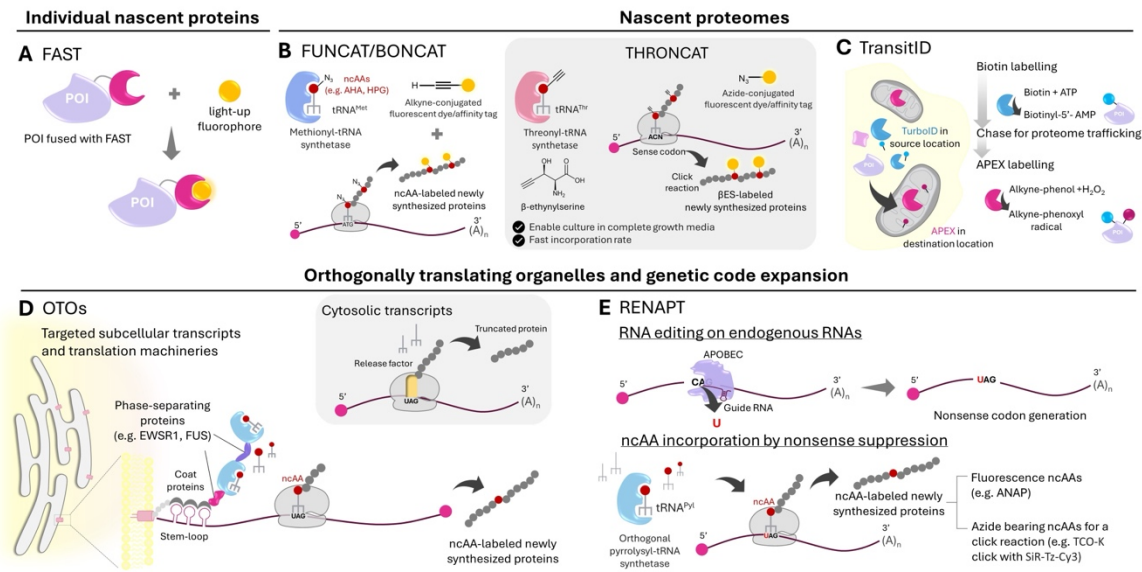 Individual nascent proteins
Nascent proteomes
A FAST
POI
POI fused with FAST
+
light-up
fluorophore
POI
B FUNCAT/BONCAT
N3
ncAAs
(e.g. AHA, HPG)
tRNAMet
Methionyl-tRNA
synthetase
H
Alkyne-conjugated
fluorescent dye/affinity tag
+
N3
N3
ncAA-labeled newly
synthesized proteins
ATG
5'
3'
(A)n
THRONCAT
tRNAThr
Threonyl-tRNA
synthetase
OH
O
OH
NH2
β-ethynylserine
N3
Azide-conjugated
fluorescent dye/affinity tag
5'
ACN
3'
(A)n
Sense codon
Click
reaction
βES-labeled
newly synthesized proteins
Enable culture in complete growth media
Fast incorporation rate
C TransitID
TurboID in
source location
POI
APEX in
destination location
Biotin labelling
Biotin + ATP
Biotinyl-5'- AMP
POI
Chase for proteome trafficking
APEX labelling
Alkyne-phenol +H2O2
Alkyne-phenoxyl
radical
POI
Orthogonally translating organelles and genetic code expansion
D OTOs
Targeted subcellular transcripts
and translation machineries
Phase-separating
proteins
(e.g. EWSR1, FUS)
Coat
proteins
Stem-loop
ncAA
UAG
ncAA-labeled newly
synthesized proteins
Cytosolic transcripts
Truncated protein
Release factor
5'
UAG
3'
(A)n
E RENAPT
RNA editing on endogenous RNAs
APOBEC
5'
CA
3'
(A)n
Guide RNA
U
5'
UAG
3'
(A)n
Nonsense codon generation
ncAA incorporation by nonsense suppression
tRNAPyl
Orthogonal
pyrrolysyl-tRNA
synthetase
ncAA
5'
UAG
3'
(A)n
ncAA-labeled newly
synthesized proteins
Fluorescence ncAAs
(e.g. ANAP)
Azide bearing ncAAs for a
click reaction (e.g. TCO-K
click with SiR-Tz-Cy3)